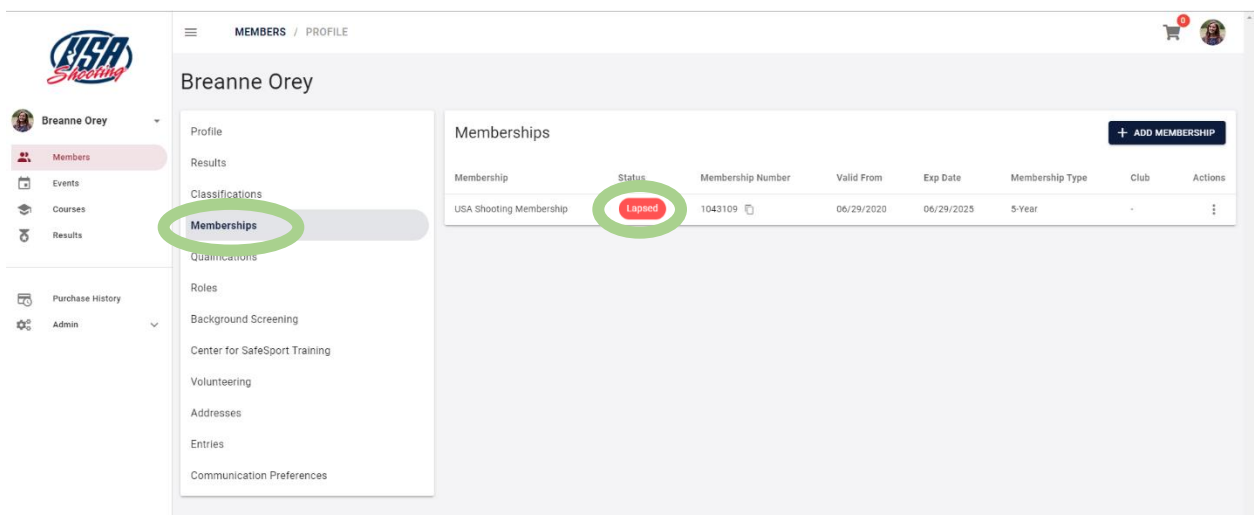 USA
Shooting
MEMBERS / PROFILE
0
Breanne Orey
Breanne Orey
Members
Events
Courses
Results
Purchase History
Admin
Profile
Results
Classifications
Memberships
Qualifications
Roles
Background Screening
Center for SafeSport Training
Volunteering
Addresses
Entries
Communication Preferences
Memberships
+ ADD MEMBERSHIP
Membership Status Membership Number Valid From Exp Date Membership Type Club Actions
USA Shooting Membership Lapsed 1043109 06/29/2020 06/29/2025 5-Year -